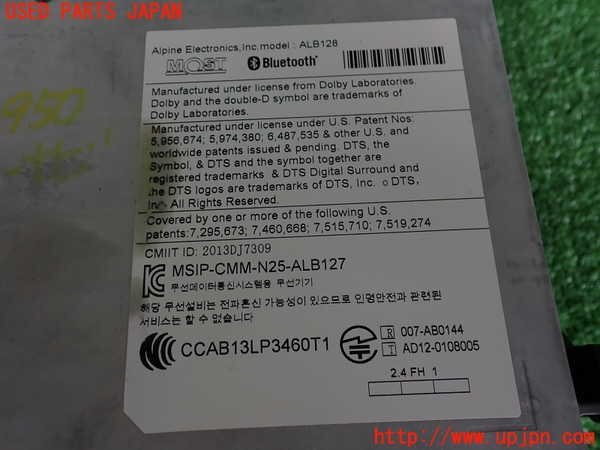 USED PARTS JAPAN
Alpine Electronics,Inc.model : ALB128
MOST Bluetooth
Manufactured under license from Dolby Laboratories.
Dolby and the double-D symbol are trademarks of
Dolby Laboratories.
Manufactured under license under U.S. Patent Nos:
5,956,674; 5,974,380; 6,487,535 & other U.S. and
worldwide patents issued & pending. DTS, the
Symbol, & DTS and the symbol together are
registered trademarks & DTS Digital Surround and
the DTS logos are trademarks of DTS, Inc. © DTS,
Inc. All Rights Reserved.
Covered by one or more of the following U.S.
patents:7,295,673; 7,460,668; 7,515,710; 7,519,274
CMIIT ID: 2013DJ7309
MSIP-CMM-N25-ALB127
무선데이터통신시스템용 무선기기
해당 무선설비는 전파혼신 가능성이 있으므로 인명안전과 관련된
서비스는 할 수 없습니다
CCAB13LP3460T1
R 007-AB0144
T AD12-0108005
2.4 FH 1
950
http://www.upjpn.com/